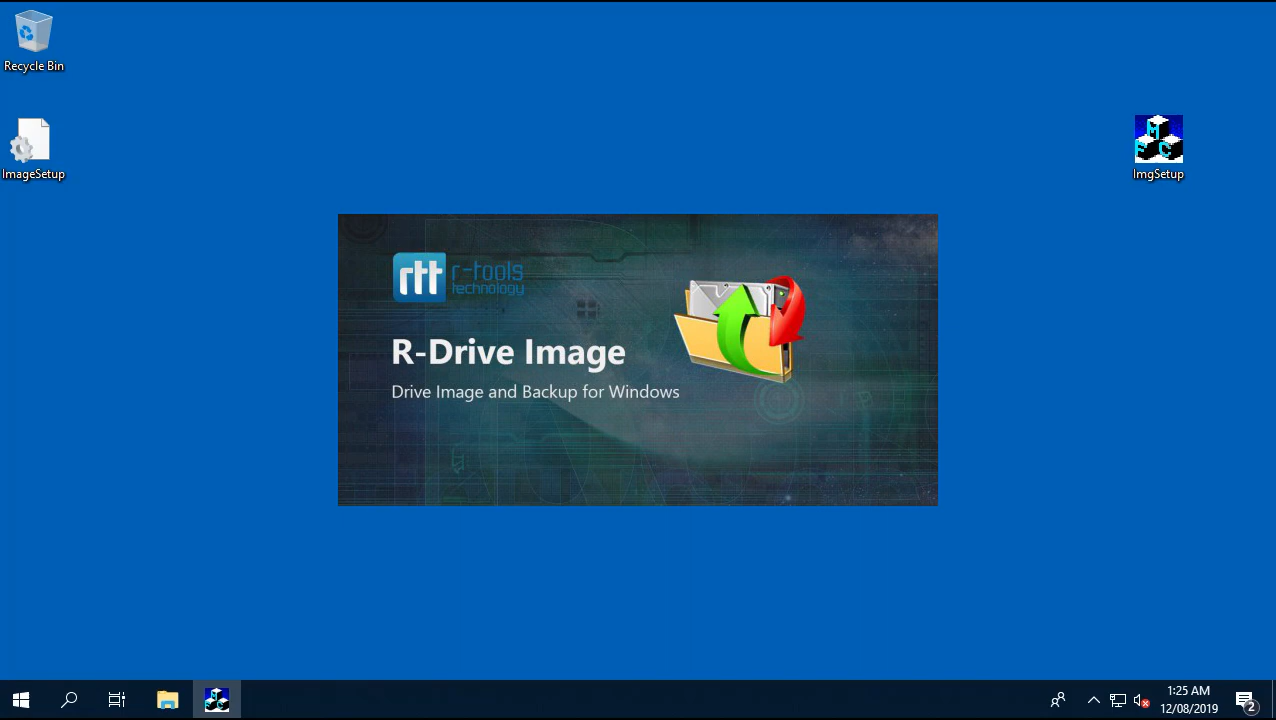 Recycle Bin
ImageSetup
M
F C
ImgSetup
rtt r-tools
technology
R-Drive Image
Drive Image and Backup for Windows
1:25 AM
12/08/2019
2